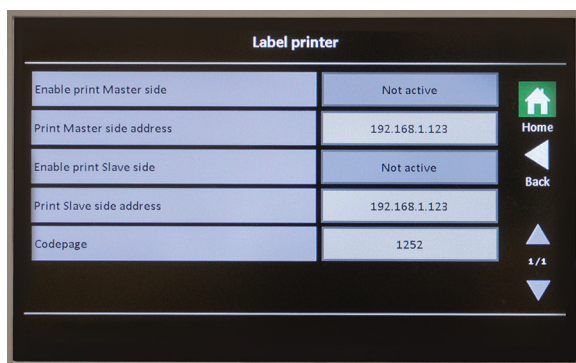 Label printer
Enable print Master side Not active
Print Master side address 192.168.1.123
Home
Enable print Slave side Not active
Back
Print Slave side address 192.168.1.123
Codepage 1252
1/1